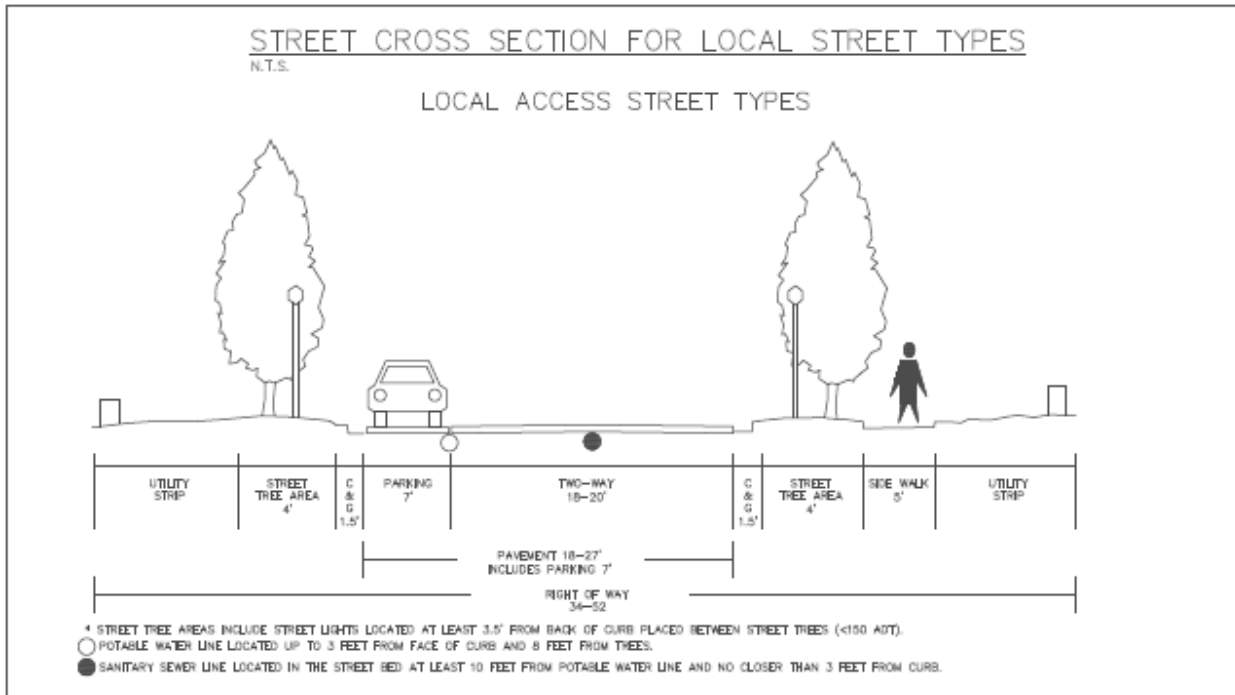 STREET CROSS SECTION FOR LOCAL STREET TYPES
N.T.S.
LOCAL ACCESS STREET TYPES
UTILITY
STRIP
STREET
TREE AREA
4'
C
&
G
1.5'
PARKING
7'
TWO-WAY
18-20'
C
&
G
1.5'
STREET
TREE AREA
4'
SIDE WALK
5'
UTILITY
STRIP
PAVEMENT 18-27'
INCLUDES PARKING 7'
RIGHT OF WAY
34-52
* STREET TREE AREAS INCLUDE STREET LIGHTS LOCATED AT LEAST 3.5' FROM BACK OF CURB PLACED BETWEEN STREET TREES (<150 ADT).
POTABLE WATER LINE LOCATED UP TO 3 FEET FROM FACE OF CURB AND 8 FEET FROM TREES.
SANITARY SEWER LINE LOCATED IN THE STREET BED AT LEAST 10 FEET FROM POTABLE WATER LINE AND NO CLOSER THAN 3 FEET FROM CURB.